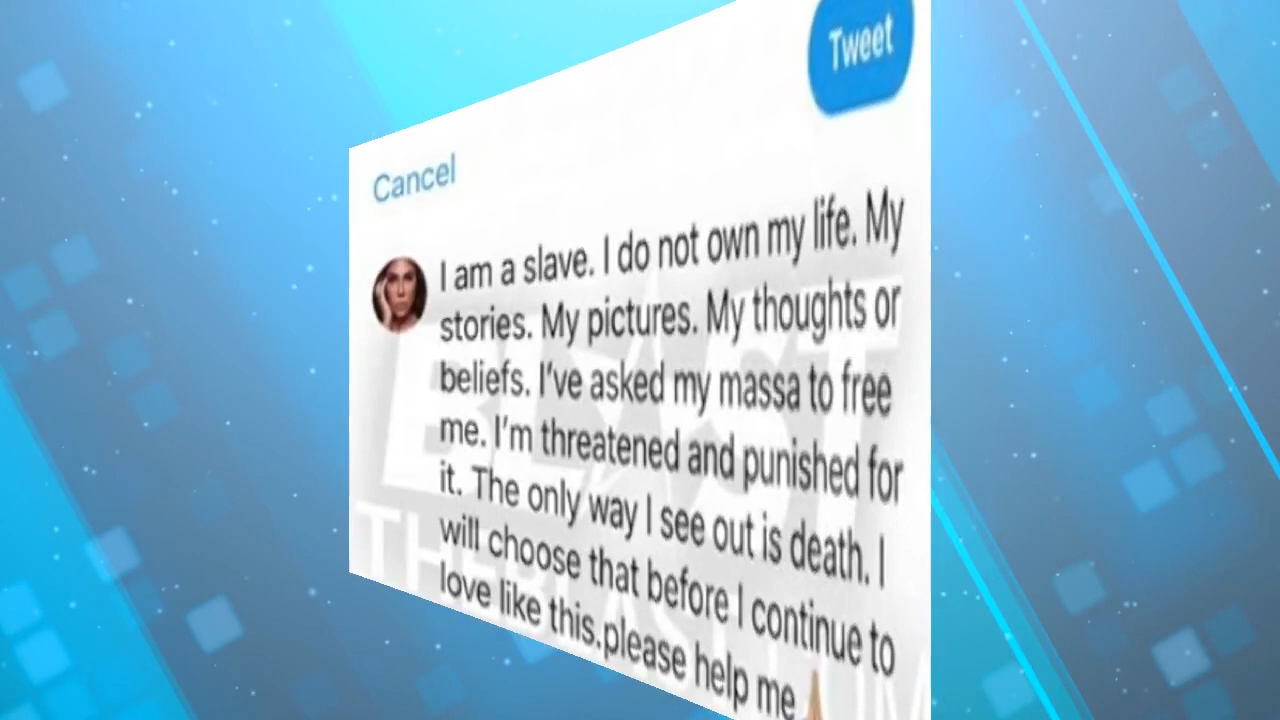 Tweet
Cancel
I am a slave. I do not own my life. My
stories. My pictures. My thoughts or
beliefs. I've asked my massa to free
me. I'm threatened and punished for
it. The only way I see out is death. I
will choose that before I continue to
love like this.please help me
BLAST